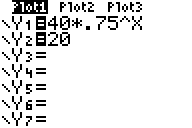 Plot1 Plot2 Plot3
\Y₁=40*.75^X
\Y₂=20
\Y₃=
\Y₄=
\Y₅=
\Y₆=
\Y₇=